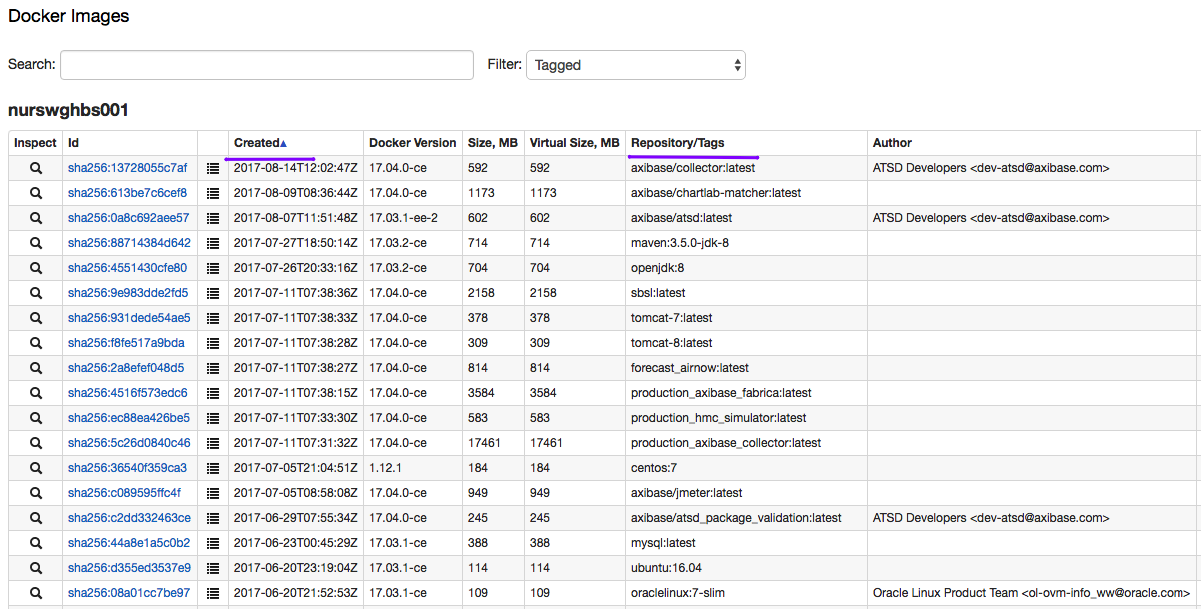 Docker Images
Search: Filter: Tagged
nurswghbs001
Inspect Id Created Docker Version Size, MB Virtual Size, MB Repository/Tags Author
sha256:13728055c7af 2017-08-14T12:02:47Z 17.04.0-ce 592 592 axibase/collector:latest ATSD Developers <dev-atsd@axibase.com>
sha256:613be7c6cef8 2017-08-09T08:36:44Z 17.04.0-ce 1173 1173 axibase/chartlab-matcher:latest
sha256:0a8c692aee57 2017-08-07T11:51:48Z 17.03.1-ee-2 602 602 axibase/atsd:latest ATSD Developers <dev-atsd@axibase.com>
sha256:88714384d642 2017-07-27T18:50:14Z 17.03.2-ce 714 714 maven:3.5.0-jdk-8
sha256:4551430cfe80 2017-07-26T20:33:16Z 17.03.2-ce 704 704 openjdk:8
sha256:9e983dde2fd5 2017-07-11T07:38:36Z 17.04.0-ce 2158 2158 sbsl:latest
sha256:931dede54ae5 2017-07-11T07:38:33Z 17.04.0-ce 378 378 tomcat-7:latest
sha256:f8fe517a9bda 2017-07-11T07:38:28Z 17.04.0-ce 309 309 tomcat-8:latest
sha256:2a8efef048d5 2017-07-11T07:38:27Z 17.04.0-ce 814 814 forecast_airnow:latest
sha256:4516f573edc6 2017-07-11T07:38:15Z 17.04.0-ce 3584 3584 production_axibase_fabrica:latest
sha256:ec88ea426be5 2017-07-11T07:33:30Z 17.04.0-ce 583 583 production_hmc_simulator:latest
sha256:5c26d0840c46 2017-07-11T07:31:32Z 17.04.0-ce 17461 17461 production_axibase_collector:latest
sha256:36540f359ca3 2017-07-05T21:04:51Z 1.12.1 184 184 centos:7
sha256:c089595ffc4f 2017-07-05T08:58:08Z 17.04.0-ce 949 949 axibase/jmeter:latest
sha256:c2dd332463ce 2017-06-29T07:55:34Z 17.04.0-ce 245 245 axibase/atsd_package_validation:latest ATSD Developers <dev-atsd@axibase.com>
sha256:44a8e1a5c0b2 2017-06-23T00:45:29Z 17.03.1-ce 388 388 mysql:latest
sha256:d355ed3537e9 2017-06-20T23:19:04Z 17.03.1-ce 114 114 ubuntu:16.04
sha256:08a01cc7be97 2017-06-20T21:52:53Z 17.03.1-ce 109 109 oraclelinux:7-slim Oracle Linux Product Team <ol-ovm-info_ww@oracle.com>